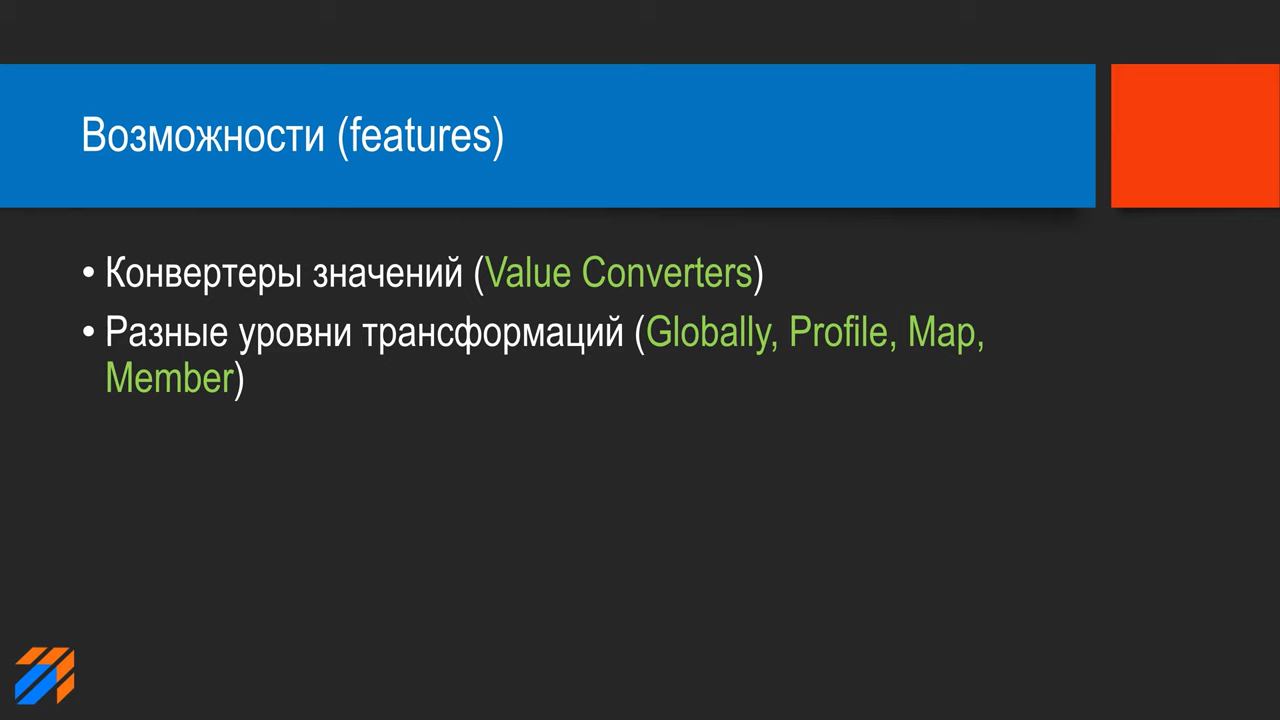 Возможности (features)
• Конвертеры значений (Value Converters)
• Разные уровни трансформаций (Globally, Profile, Map,
Member)